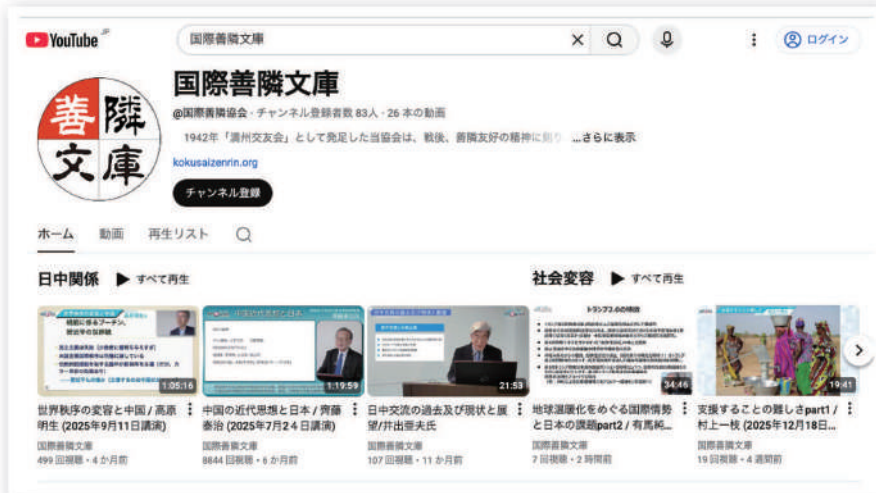 YouTube JP
国際善隣文庫
ログイン
善隣
文庫
国際善隣文庫
@国際善隣協会・チャンネル登録者数 83人・26 本の動画
1942年「満州交友会」として発足した当協会は、戦後、善隣友好の精神に則り ...さらに表示
kokusaizenrin.org
チャンネル登録
ホーム 動画 再生リスト
日中関係 ▶ すべて再生
社会変容 ▶ すべて再生
トランプ2.0の
1:05:16
1:19:59
21:53
34:46
19:41
世界秩序の変容と中国 / 高原
明生 (2025年9月11日講演)
国際善隣文庫
499 回視聴・4 か月前
中国の近代思想と日本 / 齊藤
泰治 (2025年7月24日講演)
国際善隣文庫
8844 回視聴・6 か月前
日中交流の過去及び現状と展
望/井出亜夫氏
国際善隣文庫
107 回視聴・11 か月前
地球温暖化をめぐる国際情勢
と日本の課題part2 / 有馬純...
国際善隣文庫
7 回視聴・2 時間前
支援することの難しさpart1 /
村上一枝 (2025年12月18日...
国際善隣文庫
19 回視聴・4 週間前